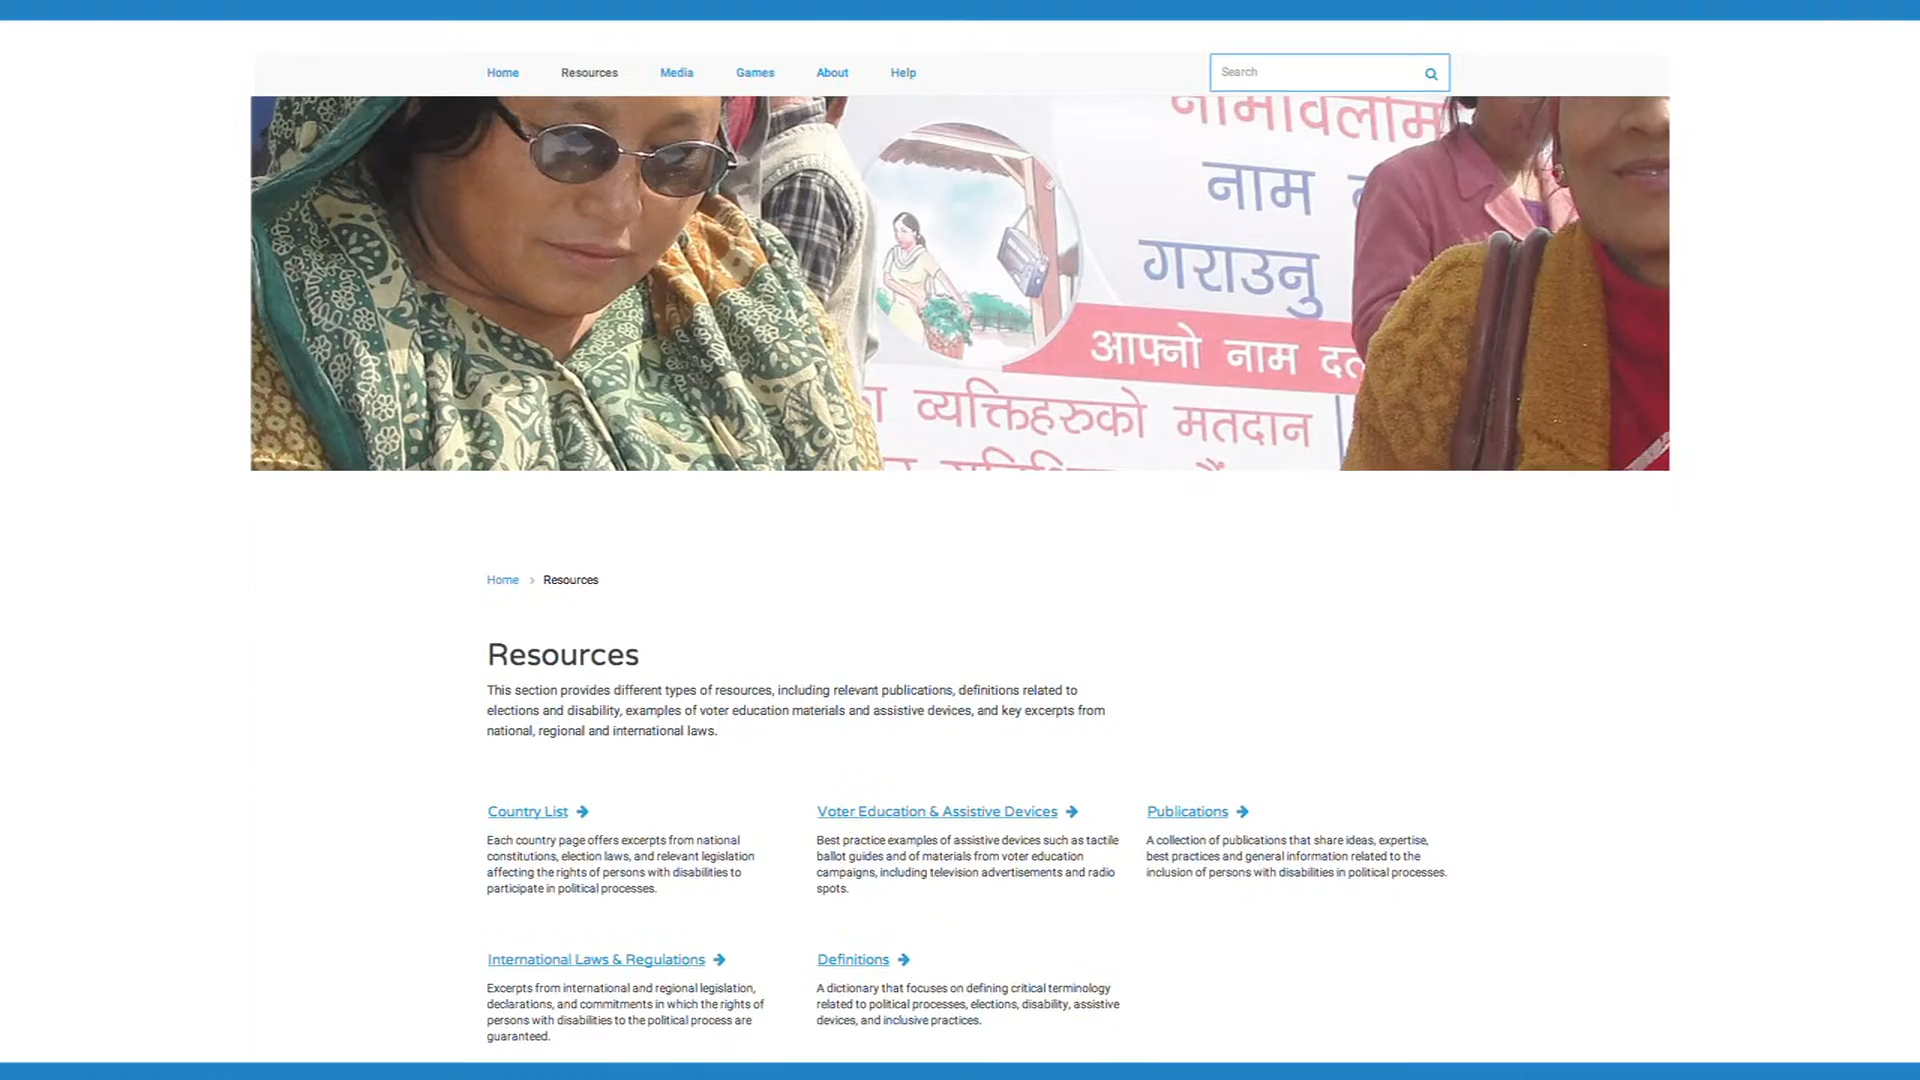 Home Resources Media Games About Help Search
नाम
गराउनु
आफ्नो नाम
व्यक्तिहरुको मतदान
Home > Resources
Resources
This section provides different types of resources, including relevant publications, definitions related to
elections and disability, examples of voter education materials and assistive devices, and key excerpts from
national, regional and international laws.
Country List
Each country page offers excerpts from national
constitutions, election laws, and relevant legislation
affecting the rights of persons with disabilities to
participate in political processes.
Voter Education & Assistive Devices
Best practice examples of assistive devices such as tactile
ballot guides and of materials from voter education
campaigns, including television advertisements and radio
spots.
Publications
A collection of publications that share ideas, expertise,
best practices and general information related to the
inclusion of persons with disabilities in political processes.
International Laws & Regulations
Excerpts from international and regional legislation,
declarations, and commitments in which the rights of
persons with disabilities to the political process are
guaranteed.
Definitions
A dictionary that focuses on defining critical terminology
related to political processes, elections, disability, assistive
devices, and inclusive practices.